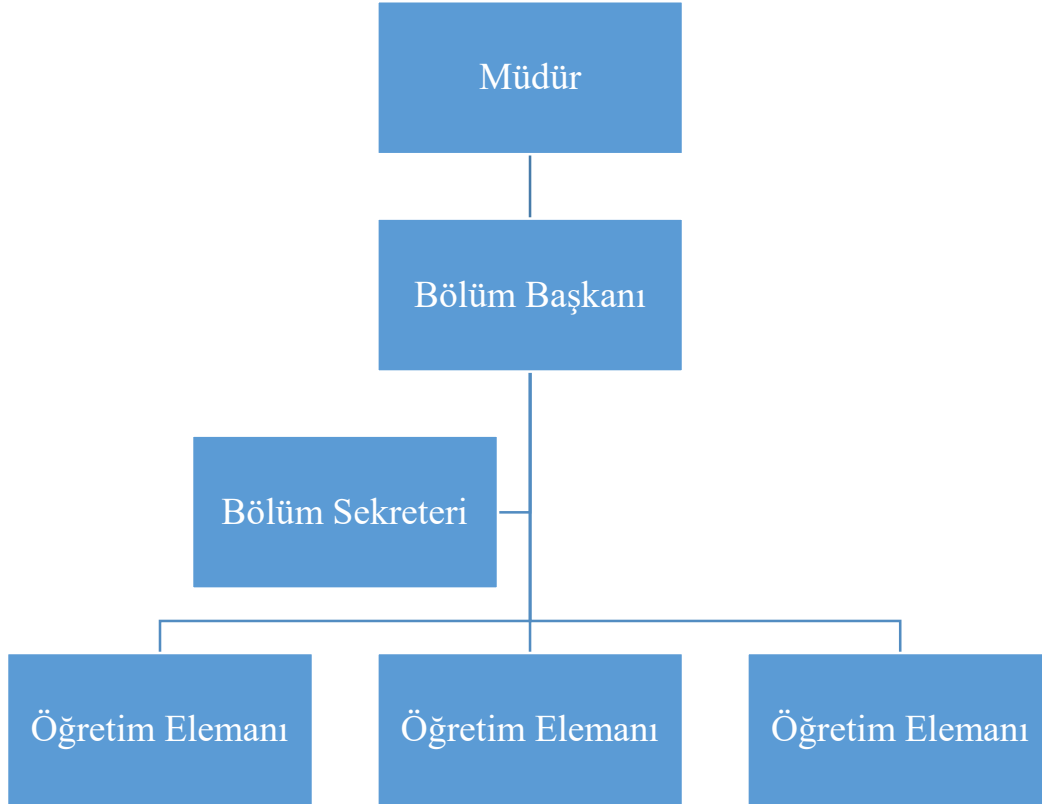 Müdür
Bölüm Başkanı
Bölüm Sekreteri
Öğretim Elemanı
Öğretim Elemanı
Öğretim Elemanı